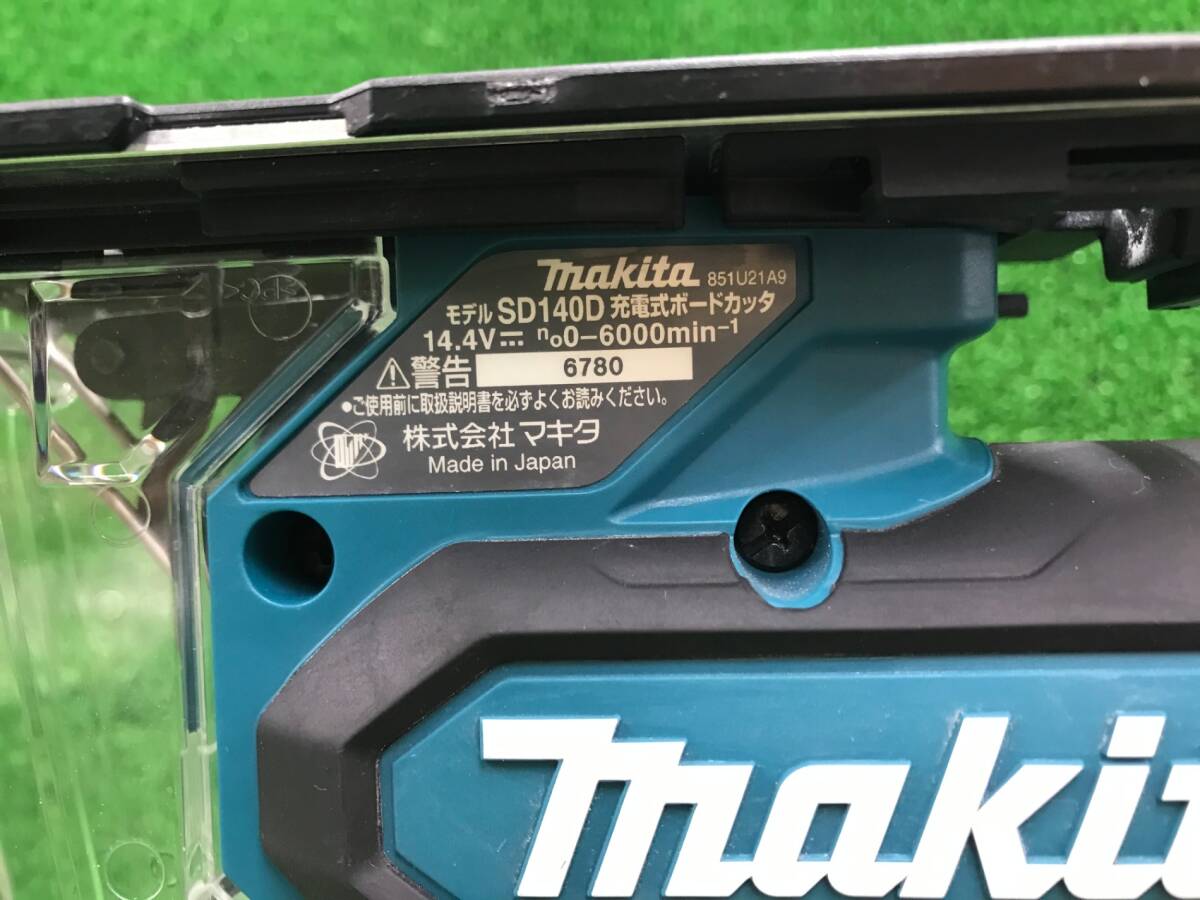 makita 851U21A9
モデル SD140D 充電式ボードカッタ
14.4V⎓ n₀0-6000min⁻¹
⚠警告 6780
●ご使用前に取扱説明書を必ずよくお読みください。
株式会社 マキタ
Made in Japan
makit